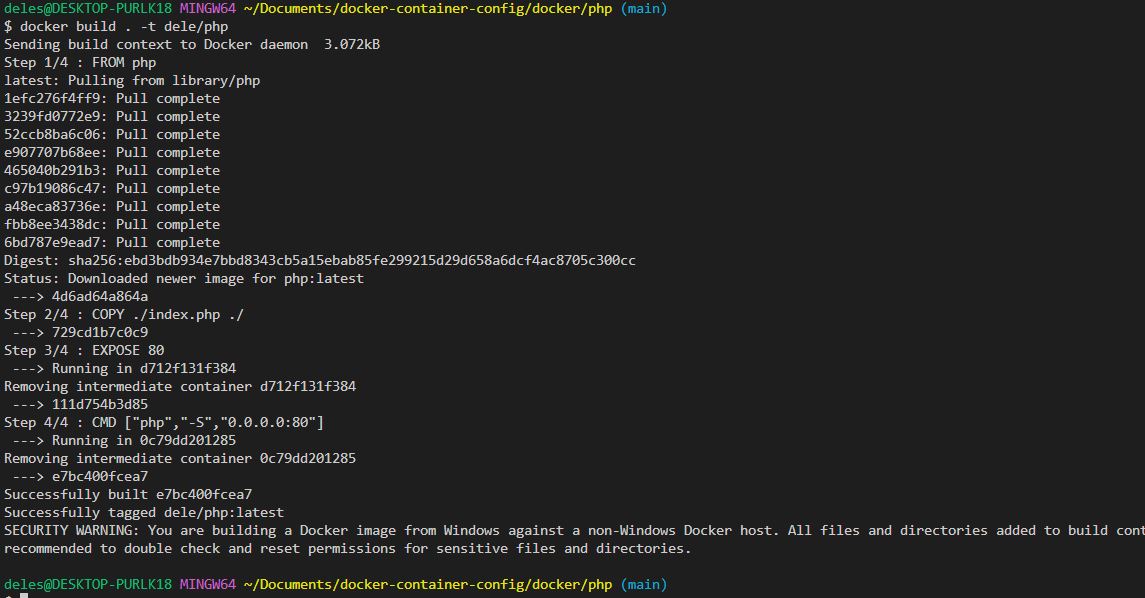 deles@DESKTOP-PURLK18 MINGW64 ~/Documents/docker-container-config/docker/php (main)
$ docker build . -t dele/php
Sending build context to Docker daemon  3.072kB
Step 1/4 : FROM php
latest: Pulling from library/php
1efc276f4ff9: Pull complete
3239fd0772e9: Pull complete
52ccb8ba6c06: Pull complete
e907707b68ee: Pull complete
465040b291b3: Pull complete
c97b19086c47: Pull complete
a48eca83736e: Pull complete
fbb8ee3438dc: Pull complete
6bd787e9ead7: Pull complete
Digest: sha256:ebd3bdb934e7bbd8343cb5a15ebab85fe299215d29d658a6dcf4ac8705c300cc
Status: Downloaded newer image for php:latest
 ---> 4d6ad64a864a
Step 2/4 : COPY ./index.php ./
 ---> 729cd1b7c0c9
Step 3/4 : EXPOSE 80
 ---> Running in d712f131f384
Removing intermediate container d712f131f384
 ---> 111d754b3d85
Step 4/4 : CMD ["php","-S","0.0.0.0:80"]
 ---> Running in 0c79dd201285
Removing intermediate container 0c79dd201285
 ---> e7bc400fcea7
Successfully built e7bc400fcea7
Successfully tagged dele/php:latest
SECURITY WARNING: You are building a Docker image from Windows against a non-Windows Docker host. All files and directories added to build cont
recommended to double check and reset permissions for sensitive files and directories.
deles@DESKTOP-PURLK18 MINGW64 ~/Documents/docker-container-config/docker/php (main)